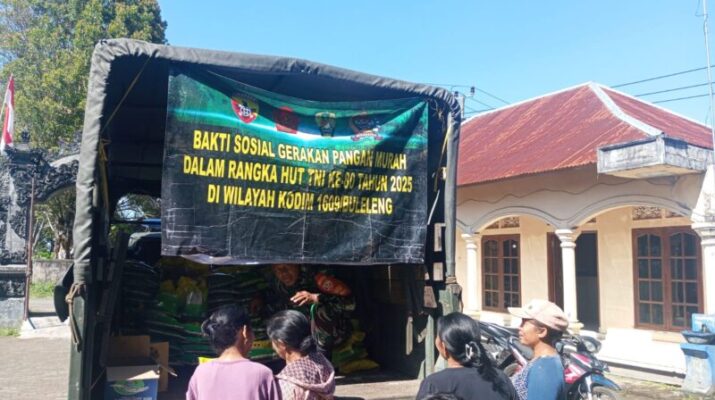 BAKTI SOSIAL GERAKAN PANGAN MURAH
DALAM RANGKA HUT TNI KE-80 TAHUN 2025
DI WILAYAH KODIM 1609/BULELENG